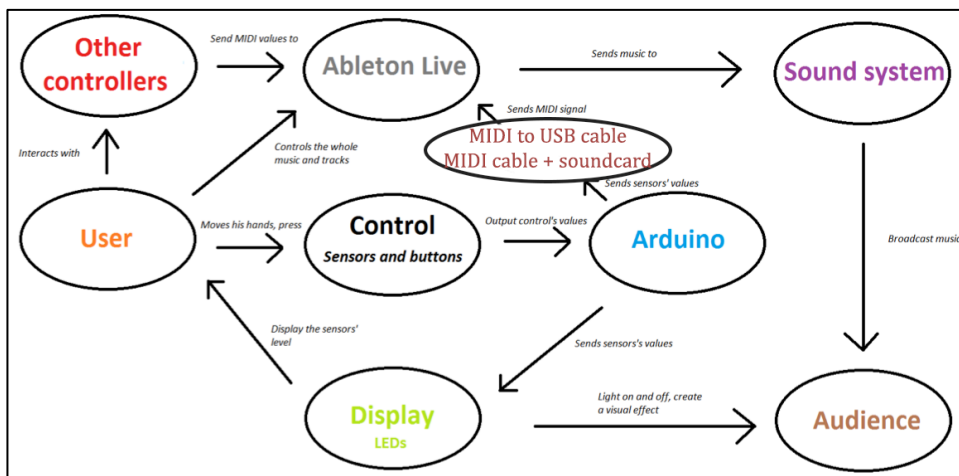 Other
controllers
Send MIDI values to
Ableton Live
Sends music to
Sound system
Sends MIDI signal
MIDI to USB cable
MIDI cable + soundcard
Interacts with
Controls the whole
music and tracks
Sends sensors' values
User
Moves his hands, press
Control
Sensors and buttons
Output control's values
Arduino
Broadcast music
Display the sensors'
level
Sends sensors's values
Display
LEDs
Light on and off, create
a visual effect
Audience